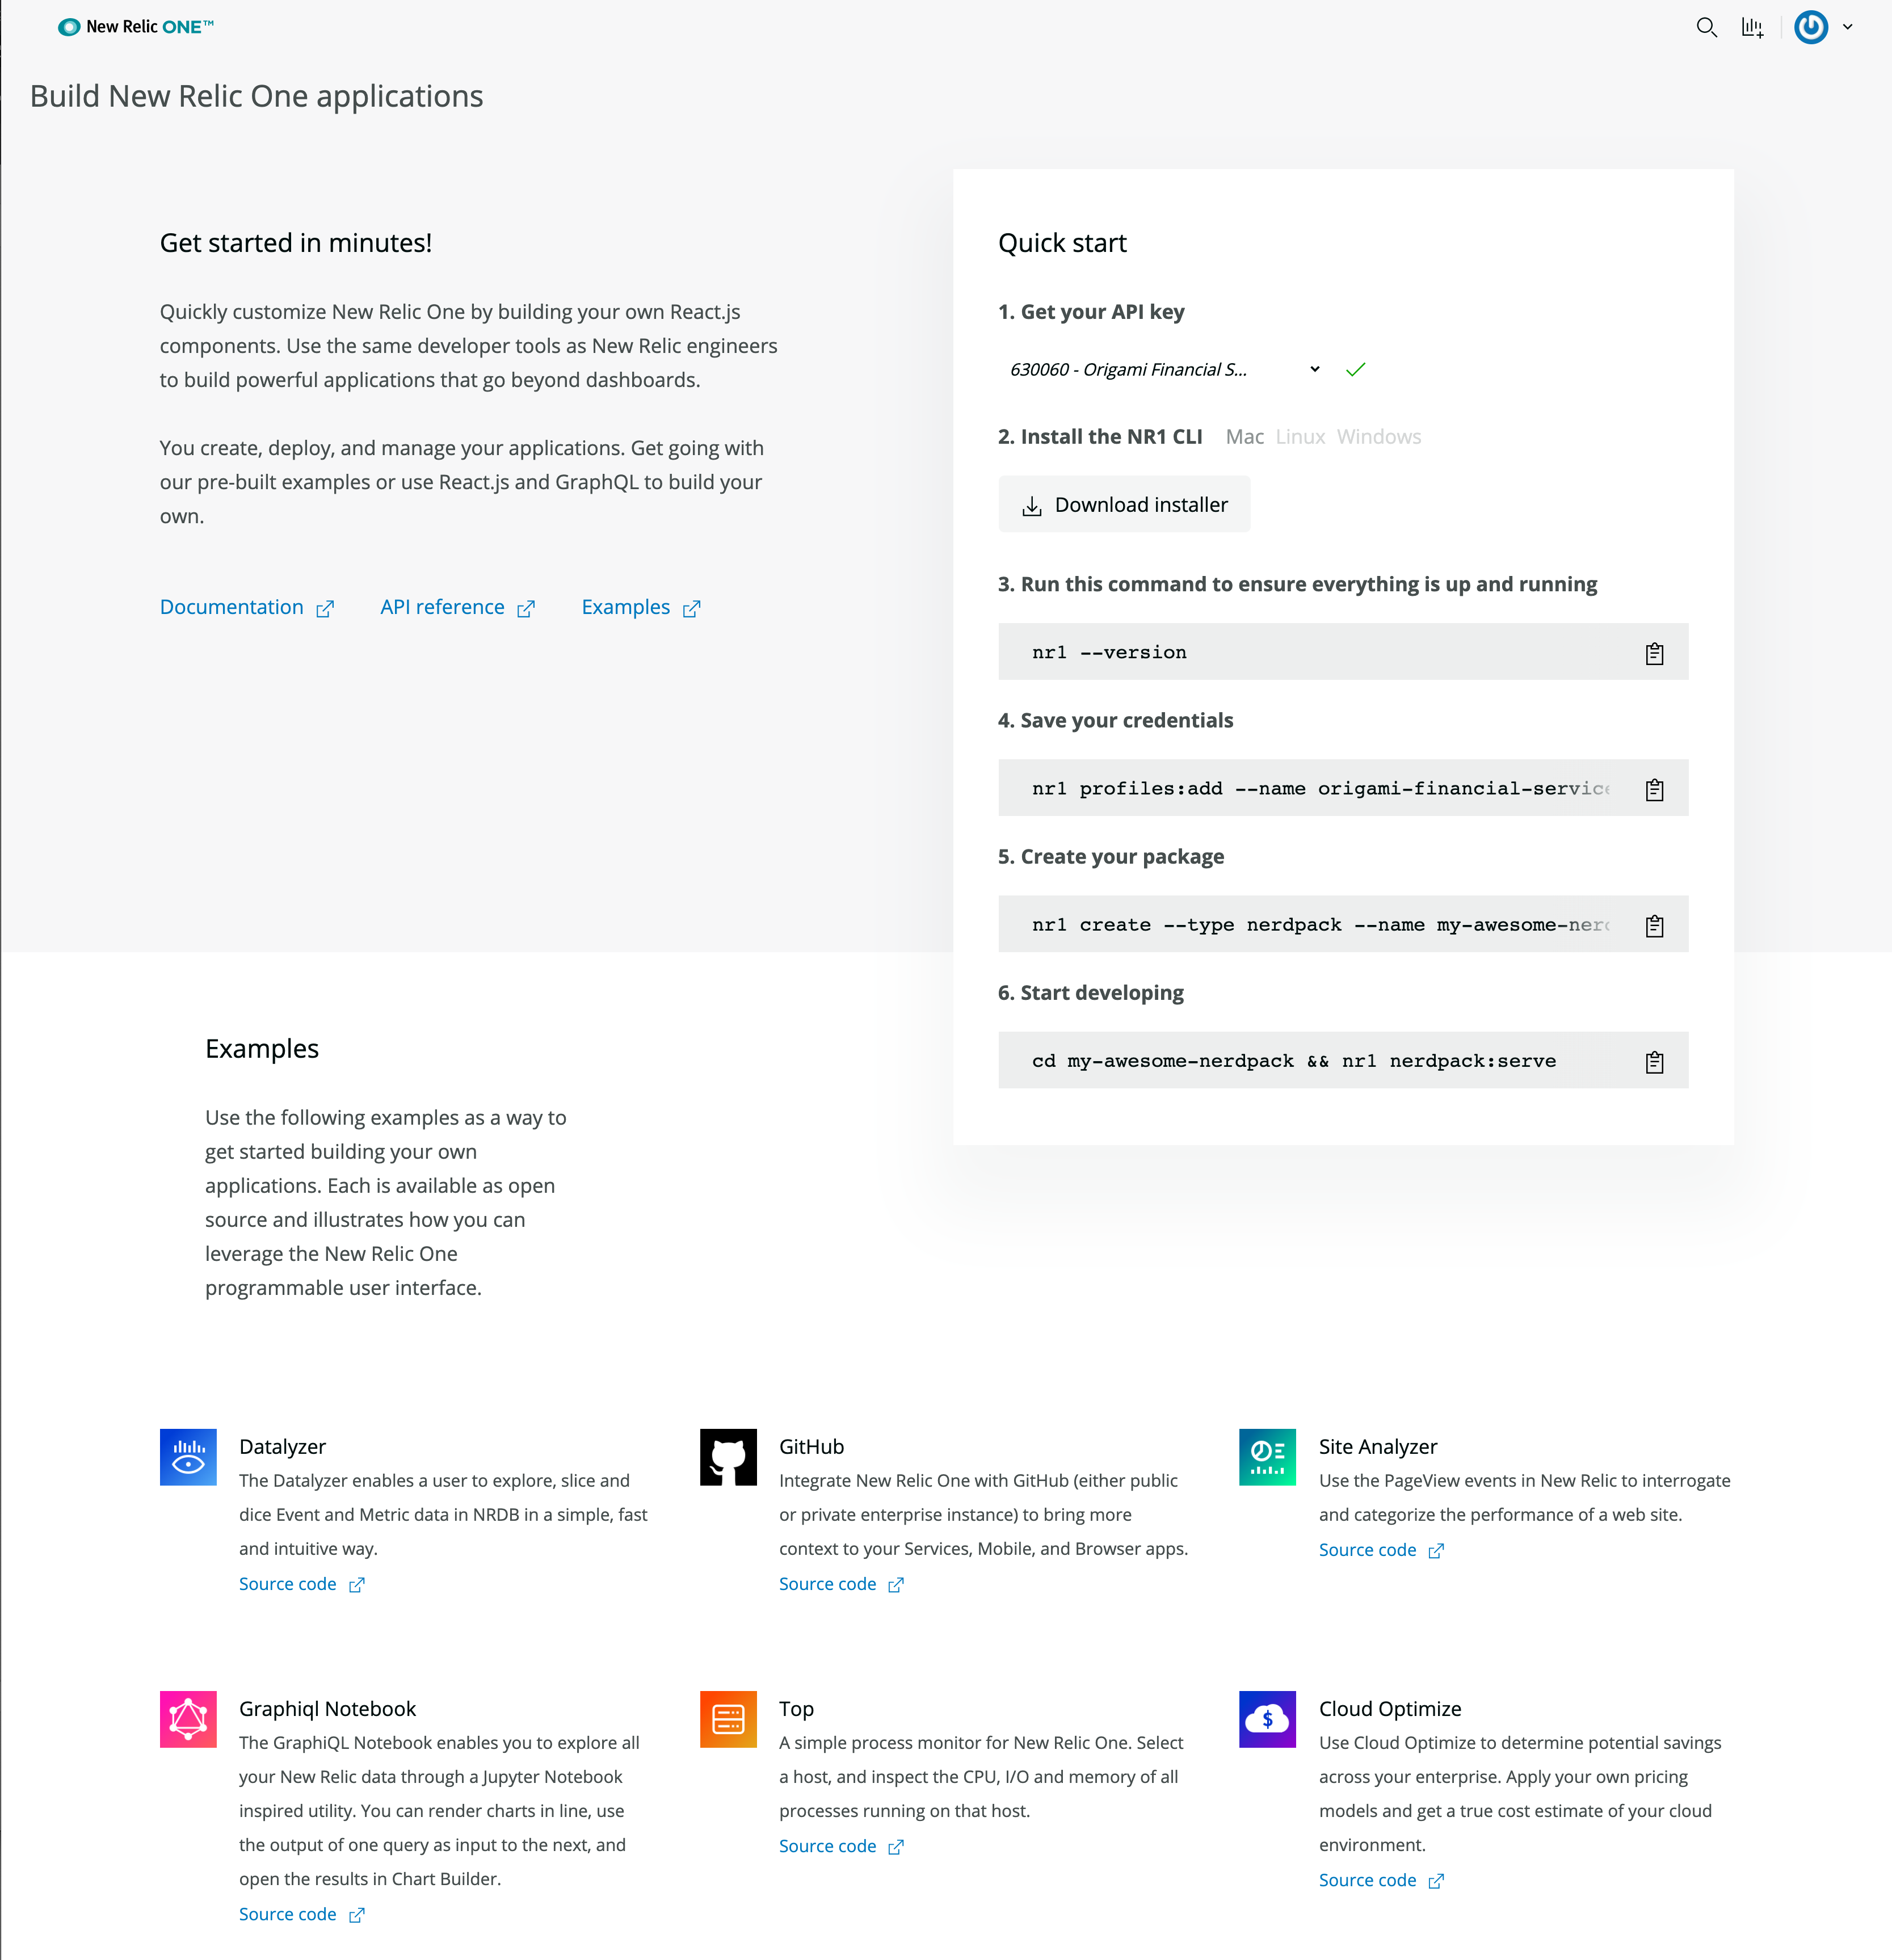 New Relic ONE™
Build New Relic One applications
Get started in minutes!
Quickly customize New Relic One by building your own React.js
components. Use the same developer tools as New Relic engineers
to build powerful applications that go beyond dashboards.
You create, deploy, and manage your applications. Get going with
our pre-built examples or use React.js and GraphQL to build your
own.
Documentation API reference Examples
Quick start
1. Get your API key
630060 - Origami Financial S...
2. Install the NR1 CLI Mac Linux Windows
Download installer
3. Run this command to ensure everything is up and running
nr1 --version
4. Save your credentials
nr1 profiles:add --name origami-financial-service
5. Create your package
nr1 create --type nerdpack --name my-awesome-nerd
6. Start developing
cd my-awesome-nerdpack && nr1 nerdpack:serve
Examples
Use the following examples as a way to
get started building your own
applications. Each is available as open
source and illustrates how you can
leverage the New Relic One
programmable user interface.
Datalyzer
The Datalyzer enables a user to explore, slice and
dice Event and Metric data in NRDB in a simple, fast
and intuitive way.
Source code
GitHub
Integrate New Relic One with GitHub (either public
or private enterprise instance) to bring more
context to your Services, Mobile, and Browser apps.
Source code
Site Analyzer
Use the PageView events in New Relic to interrogate
and categorize the performance of a web site.
Source code
Graphiql Notebook
The GraphiQL Notebook enables you to explore all
your New Relic data through a Jupyter Notebook
inspired utility. You can render charts in line, use
the output of one query as input to the next, and
open the results in Chart Builder.
Source code
Top
A simple process monitor for New Relic One. Select
a host, and inspect the CPU, I/O and memory of all
processes running on that host.
Source code
Cloud Optimize
Use Cloud Optimize to determine potential savings
across your enterprise. Apply your own pricing
models and get a true cost estimate of your cloud
environment.
Source code